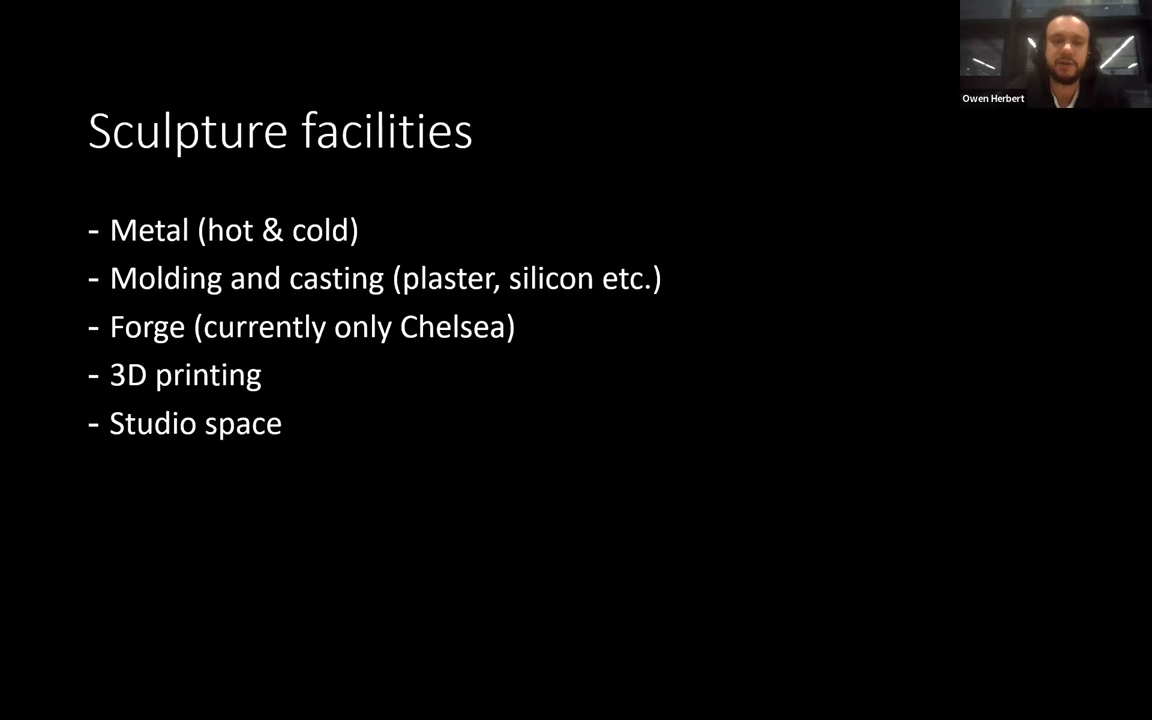 Owen Herbert
Sculpture facilities
- Metal (hot & cold)
- Molding and casting (plaster, silicon etc.)
- Forge (currently only Chelsea)
- 3D printing
- Studio space